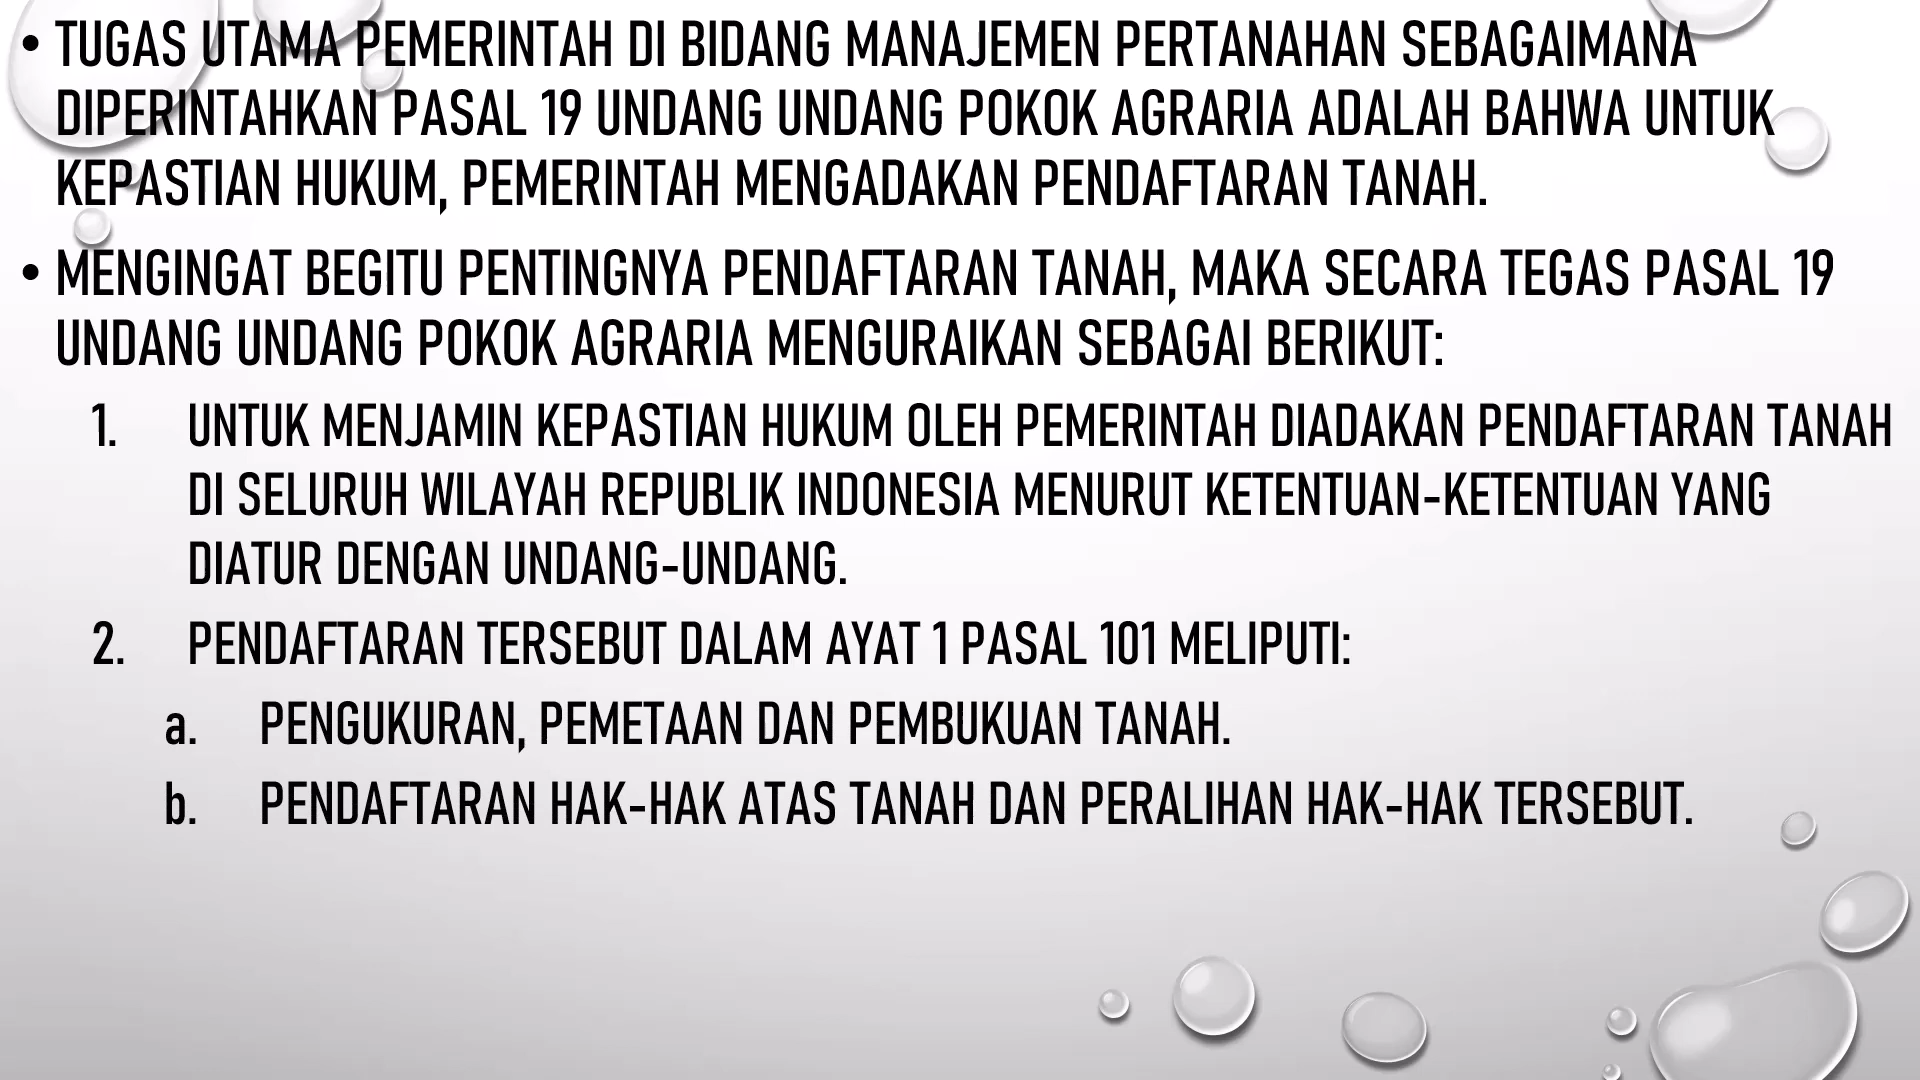 • TUGAS UTAMA PEMERINTAH DI BIDANG MANAJEMEN PERTANAHAN SEBAGAIMANA
DIPERINTAHKAN PASAL 19 UNDANG UNDANG POKOK AGRARIA ADALAH BAHWA UNTUK
KEPASTIAN HUKUM, PEMERINTAH MENGADAKAN PENDAFTARAN TANAH.
• MENGINGAT BEGITU PENTINGNYA PENDAFTARAN TANAH, MAKA SECARA TEGAS PASAL 19
UNDANG UNDANG POKOK AGRARIA MENGURAIKAN SEBAGAI BERIKUT:
1. UNTUK MENJAMIN KEPASTIAN HUKUM OLEH PEMERINTAH DIADAKAN PENDAFTARAN TANAH
DI SELURUH WILAYAH REPUBLIK INDONESIA MENURUT KETENTUAN-KETENTUAN YANG
DIATUR DENGAN UNDANG-UNDANG.
2. PENDAFTARAN TERSEBUT DALAM AYAT 1 PASAL 101 MELIPUTI:
a. PENGUKURAN, PEMETAAN DAN PEMBUKUAN TANAH.
b. PENDAFTARAN HAK-HAK ATAS TANAH DAN PERALIHAN HAK-HAK TERSEBUT.